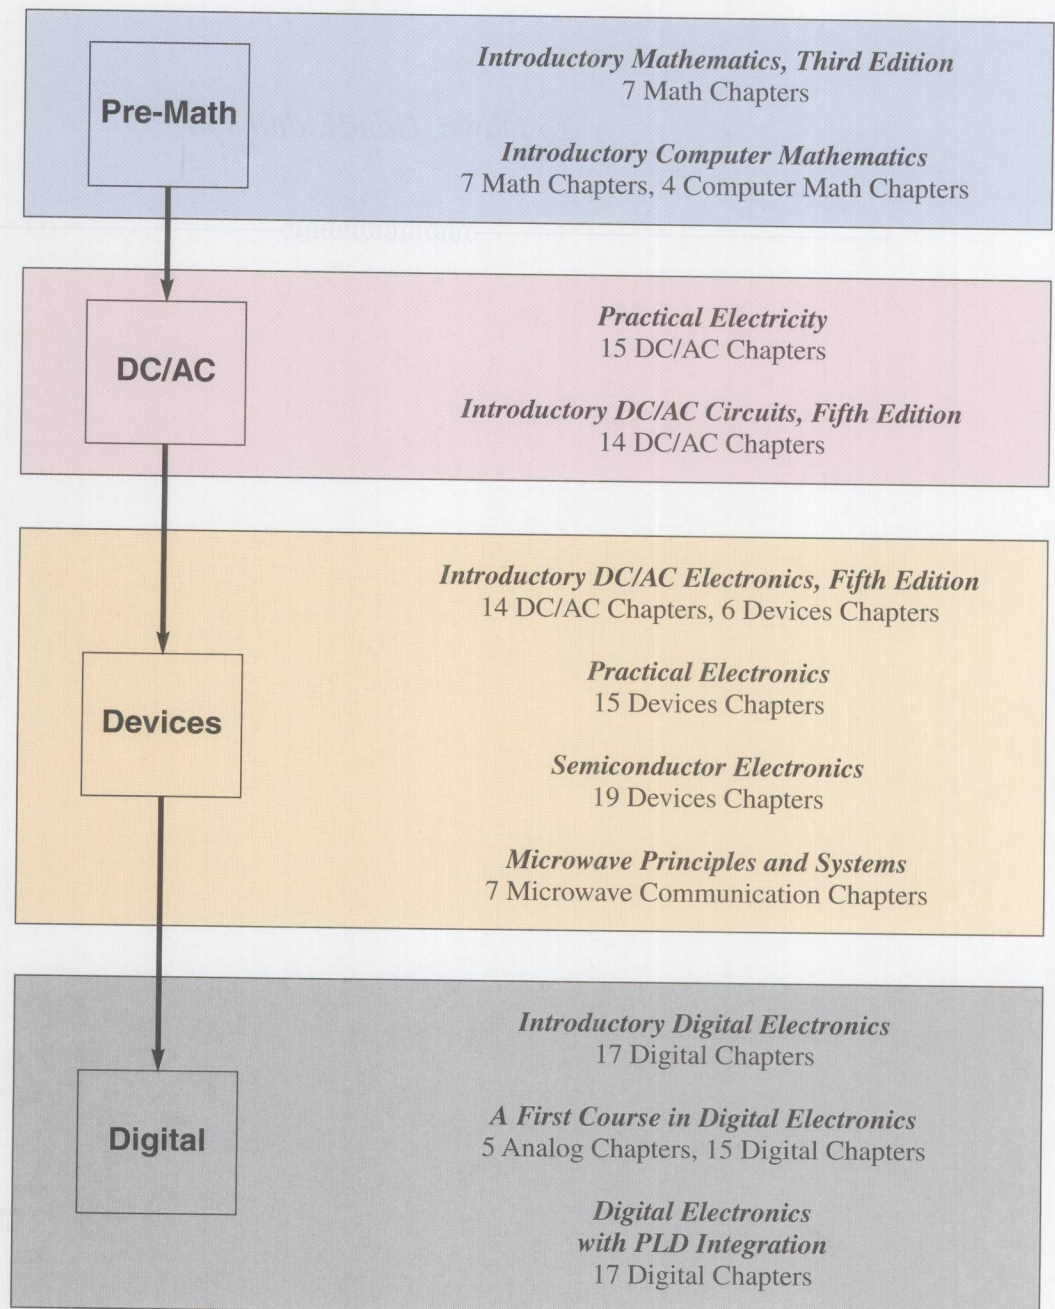 Pre-Math
Introductory Mathematics, Third Edition
7 Math Chapters
Introductory Computer Mathematics
7 Math Chapters, 4 Computer Math Chapters
DC/AC
Practical Electricity
15 DC/AC Chapters
Introductory DC/AC Circuits, Fifth Edition
14 DC/AC Chapters
Devices
Introductory DC/AC Electronics, Fifth Edition
14 DC/AC Chapters, 6 Devices Chapters
Practical Electronics
15 Devices Chapters
Semiconductor Electronics
19 Devices Chapters
Microwave Principles and Systems
7 Microwave Communication Chapters
Digital
Introductory Digital Electronics
17 Digital Chapters
A First Course in Digital Electronics
5 Analog Chapters, 15 Digital Chapters
Digital Electronics
with PLD Integration
17 Digital Chapters